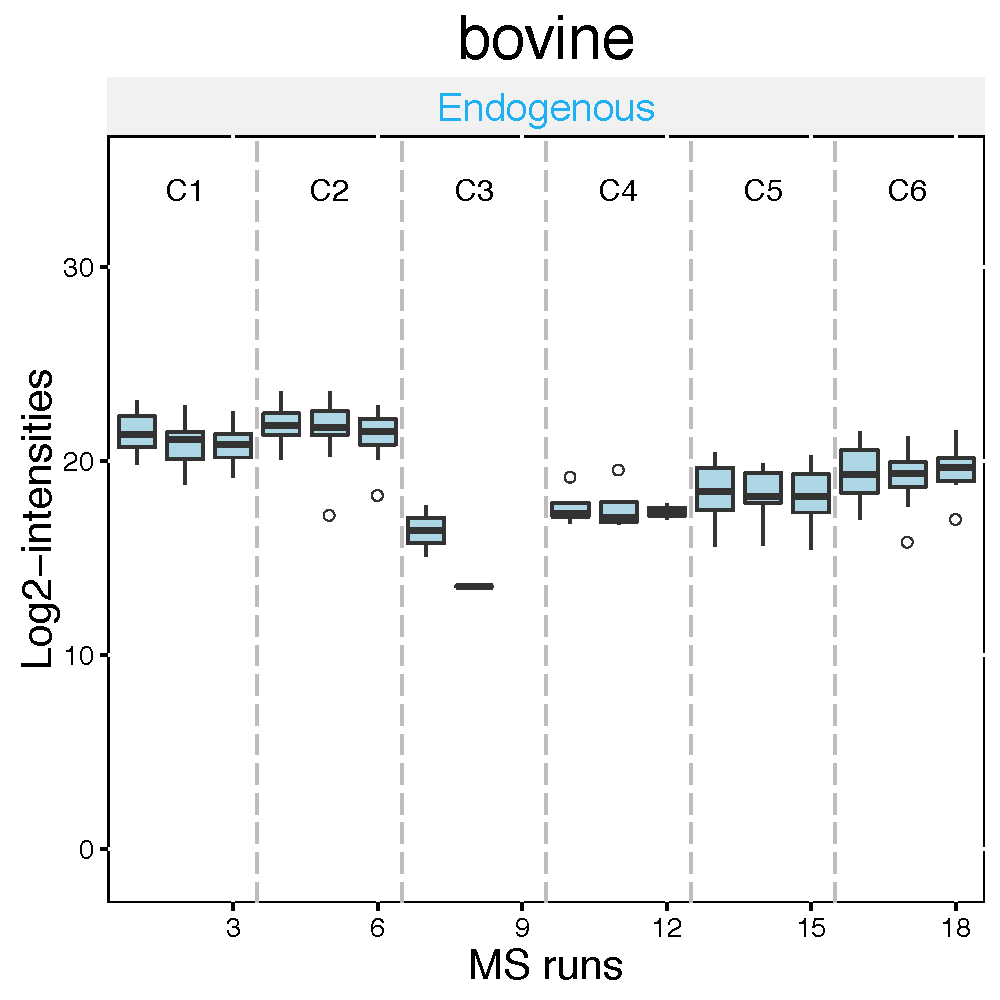 bovine
Endogenous
C1 C2 C3 C4 C5 C6
30
20
10
0
Log2−intensities
3 6 9 12 15 18
MS runs